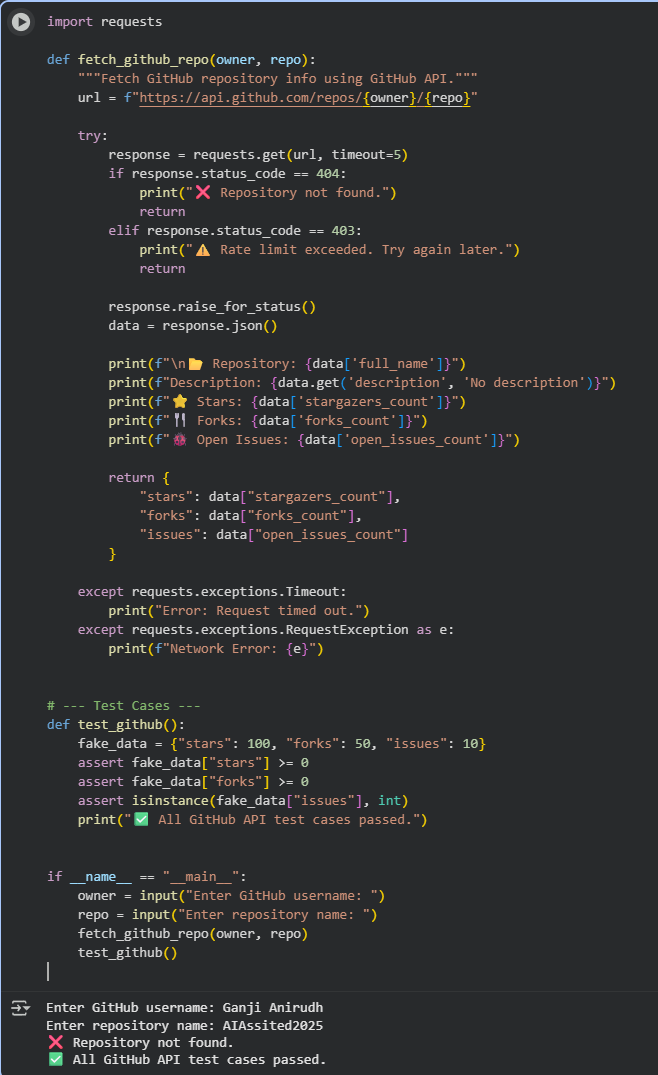 import requests

def fetch_github_repo(owner, repo):
    """Fetch GitHub repository info using GitHub API."""
    url = f"https://api.github.com/repos/{owner}/{repo}"

    try:
        response = requests.get(url, timeout=5)
        if response.status_code == 404:
            print("❌ Repository not found.")
            return
        elif response.status_code == 403:
            print("⚠️ Rate limit exceeded. Try again later.")
            return

        response.raise_for_status()
        data = response.json()

        print(f"\n📂 Repository: {data['full_name']}")
        print(f"Description: {data.get('description', 'No description')}")
        print(f"⭐ Stars: {data['stargazers_count']}")
        print(f"🍴 Forks: {data['forks_count']}")
        print(f"🐞 Open Issues: {data['open_issues_count']}")

        return {
            "stars": data["stargazers_count"],
            "forks": data["forks_count"],
            "issues": data["open_issues_count"]
        }

    except requests.exceptions.Timeout:
        print("Error: Request timed out.")
    except requests.exceptions.RequestException as e:
        print(f"Network Error: {e}")


# --- Test Cases ---
def test_github():
    fake_data = {"stars": 100, "forks": 50, "issues": 10}
    assert fake_data["stars"] >= 0
    assert fake_data["forks"] >= 0
    assert isinstance(fake_data["issues"], int)
    print("✅ All GitHub API test cases passed.")


if __name__ == "__main__":
    owner = input("Enter GitHub username: ")
    repo = input("Enter repository name: ")
    fetch_github_repo(owner, repo)
    test_github()

Enter GitHub username: Ganji Anirudh
Enter repository name: AIAssited2025
❌ Repository not found.
✅ All GitHub API test cases passed.